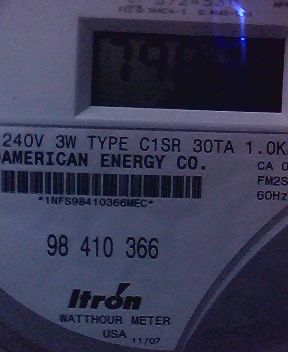 240V 3W TYPE C1SR 30TA 1.0K
AMERICAN ENERGY CO.
CA 0
FM2S
60Hz
*1NFS98410366MEC*
98 410 366
Itron
WATTHOUR METER
USA 11/07